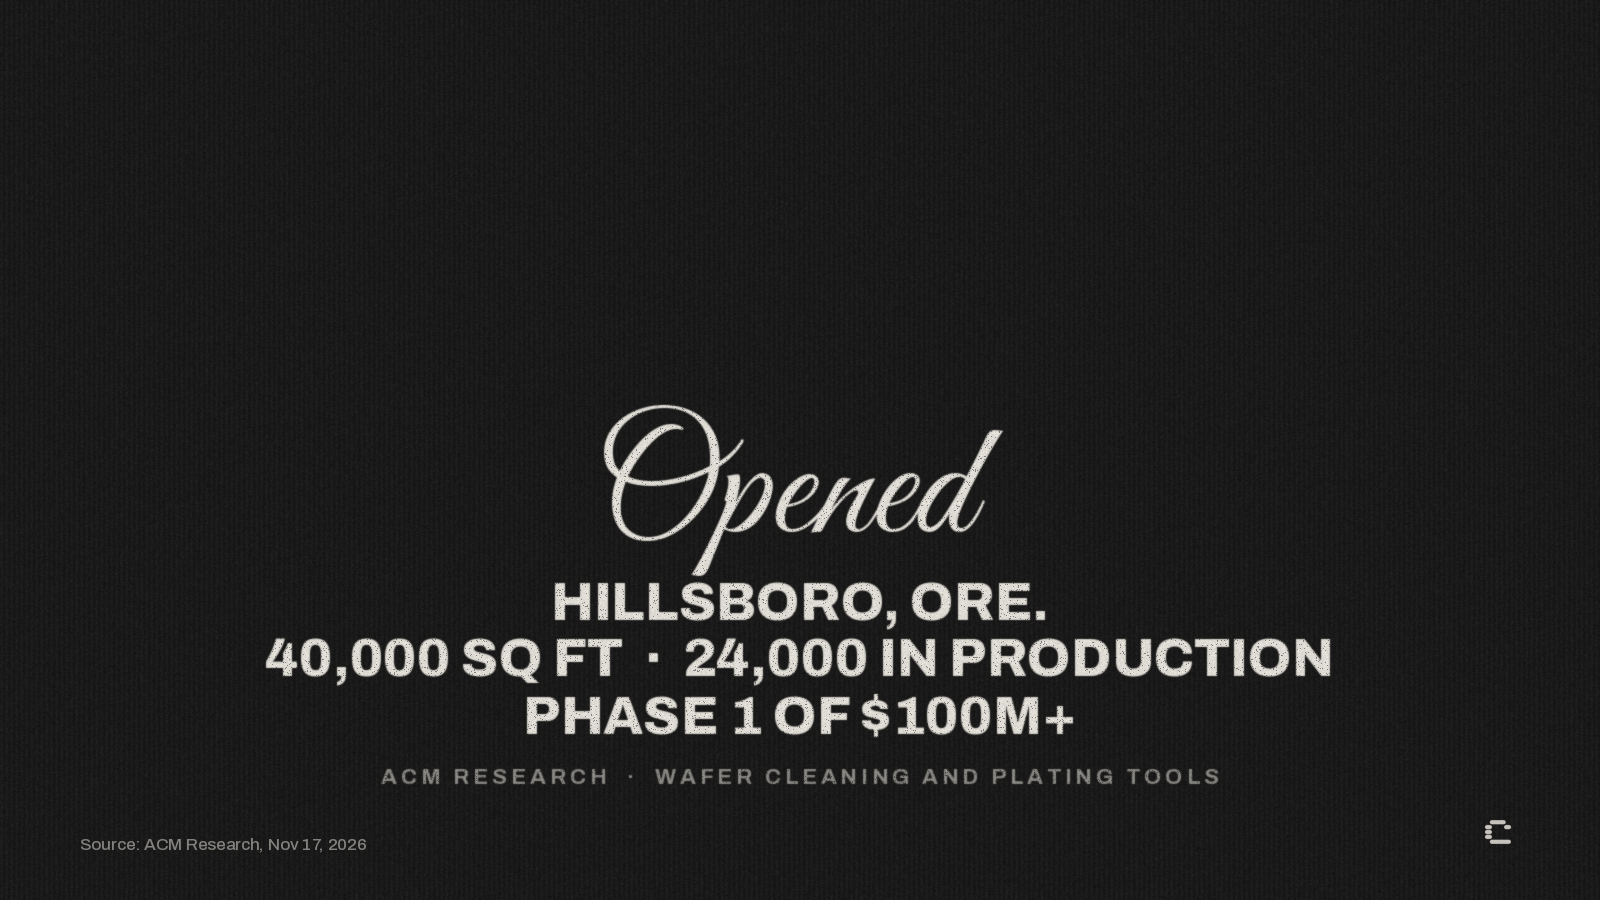 Opened
HILLSBORO, ORE.
40,000 SQ FT · 24,000 IN PRODUCTION
PHASE 1 OF $100M+
ACM RESEARCH · WAFER CLEANING AND PLATING TOOLS
Source: ACM Research, Nov 17, 2026